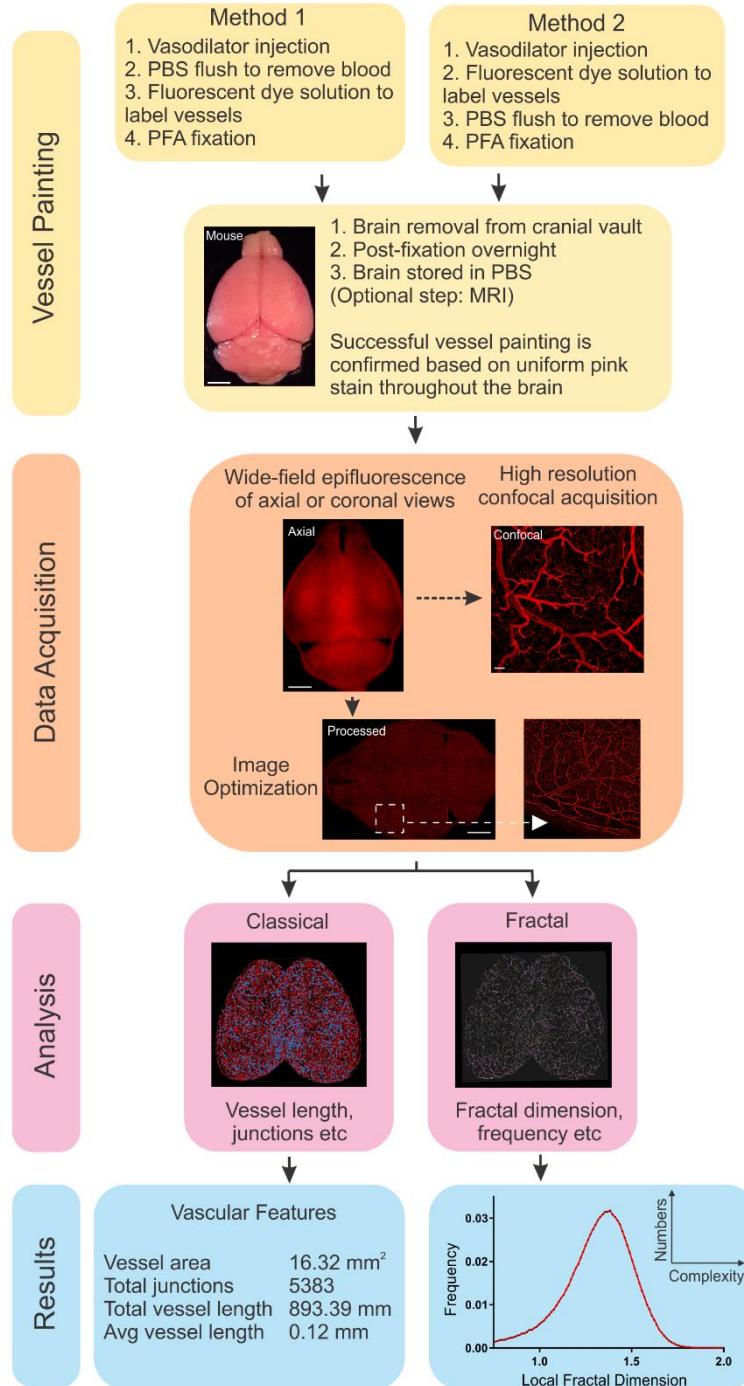 Vessel Painting
Method 1
1. Vasodilator injection
2. PBS flush to remove blood
3. Fluorescent dye solution to
label vessels
4. PFA fixation
Method 2
1. Vasodilator injection
2. Fluorescent dye solution to
label vessels
3. PBS flush to remove blood
4. PFA fixation
Mouse
1. Brain removal from cranial vault
2. Post-fixation overnight
3. Brain stored in PBS
(Optional step: MRI)
Successful vessel painting is
confirmed based on uniform pink
stain throughout the brain
Data Acquisition
Wide-field epifluorescence
of axial or coronal views
Axial
High resolution
confocal acquisition
Confocal
Image
Optimization
Processed
Analysis
Classical
Vessel length,
junctions etc
Fractal
Fractal dimension,
frequency etc
Results
Vascular Features
Vessel area 16.32 mm²
Total junctions 5383
Total vessel length 893.39 mm
Avg vessel length 0.12 mm
Frequency
0.03
0.02
0.01
0.00
1.0 1.5 2.0
Local Fractal Dimension
Numbers
Complexity